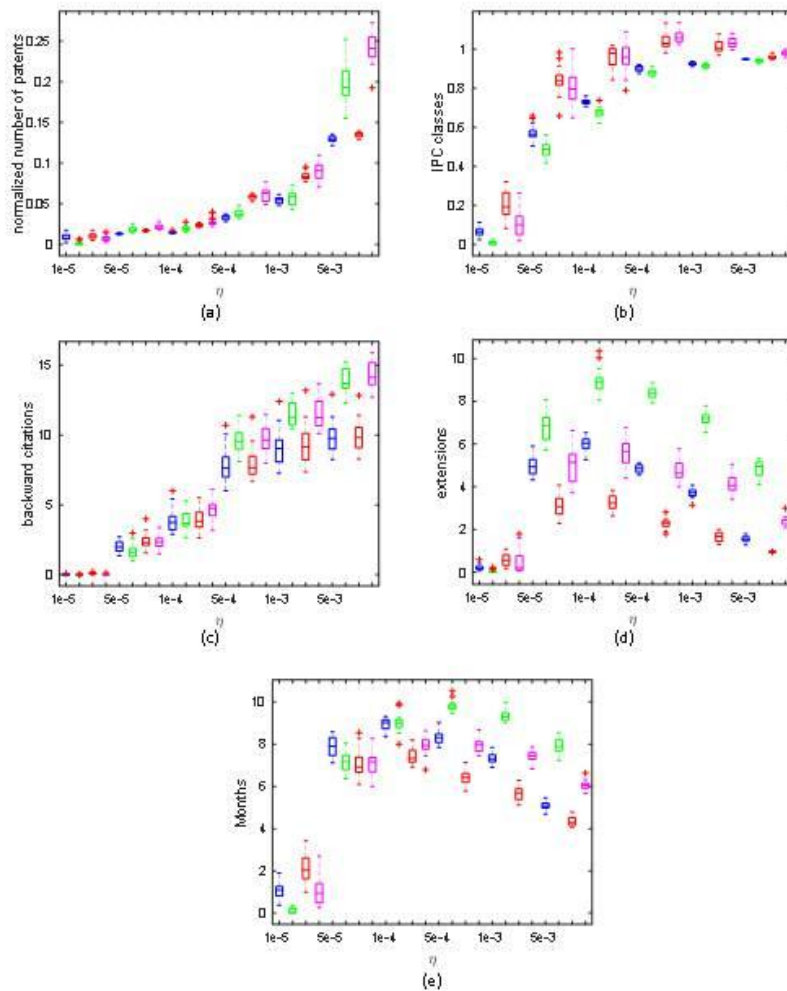 normalized number of patents
0.25
0.2
0.15
0.1
0.05
0
1e-5 5e-5 1e-4 5e-4 1e-3 5e-3
η
(a)
IPC classes
1
0.8
0.6
0.4
0.2
0
1e-5 5e-5 1e-4 5e-4 1e-3 5e-3
η
(b)
backward citations
15
10
5
0
1e-5 5e-5 1e-4 5e-4 1e-3 5e-3
η
(c)
extensions
10
8
6
4
2
0
1e-5 5e-5 1e-4 5e-4 1e-3 5e-3
η
(d)
Months
10
8
6
4
2
0
1e-5 5e-5 1e-4 5e-4 1e-3 5e-3
η
(e)